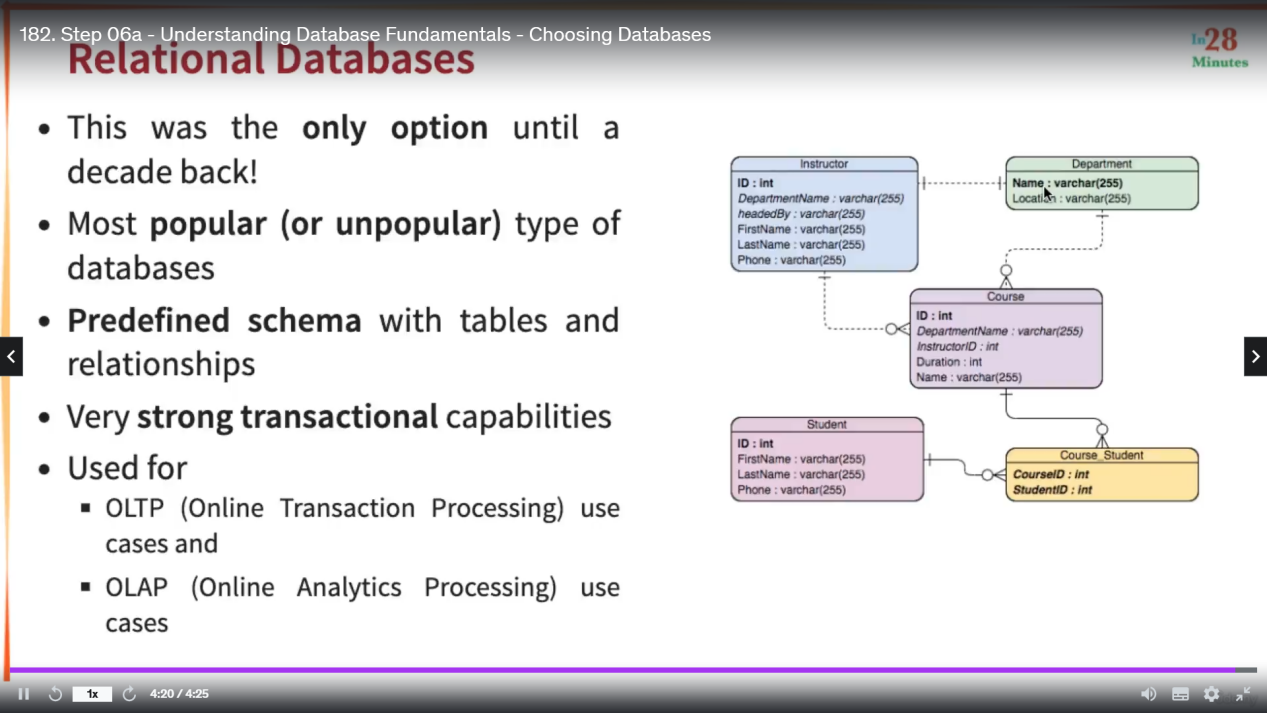 182. Step 06a - Understanding Database Fundamentals - Choosing Databases
Relational Databases
In28
Minutes
• This was the only option until a
decade back!
• Most popular (or unpopular) type of
databases
• Predefined schema with tables and
relationships
• Very strong transactional capabilities
• Used for
▪ OLTP (Online Transaction Processing) use
cases and
▪ OLAP (Online Analytics Processing) use
cases
Instructor
ID : int
DepartmentName : varchar(255)
headedBy : varchar(255)
FirstName : varchar(255)
LastName : varchar(255)
Phone : varchar(255)
Department
Name : varchar(255)
Location : varchar(255)
Course
ID : int
DepartmentName : varchar(255)
InstructorID : int
Duration : int
Name : varchar(255)
Student
ID : int
FirstName : varchar(255)
LastName : varchar(255)
Phone : varchar(255)
Course_Student
CourseID : int
StudentID : int
1x
4:20 / 4:25